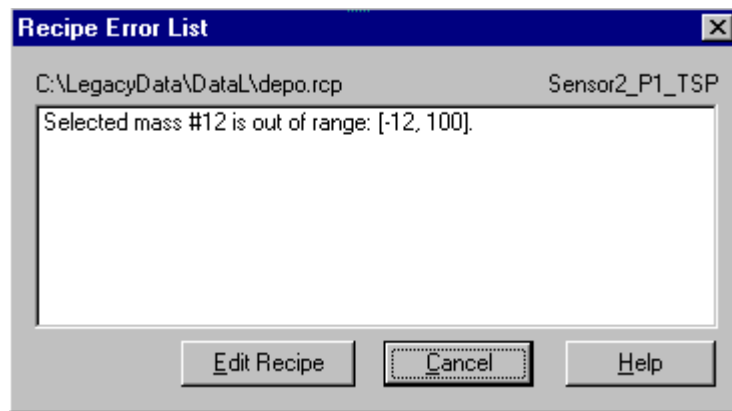 Recipe Error List
C:\LegacyData\DataL\depo.rcp Sensor2_P1_TSP
Selected mass #12 is out of range: [-12, 100].
Edit Recipe Cancel Help